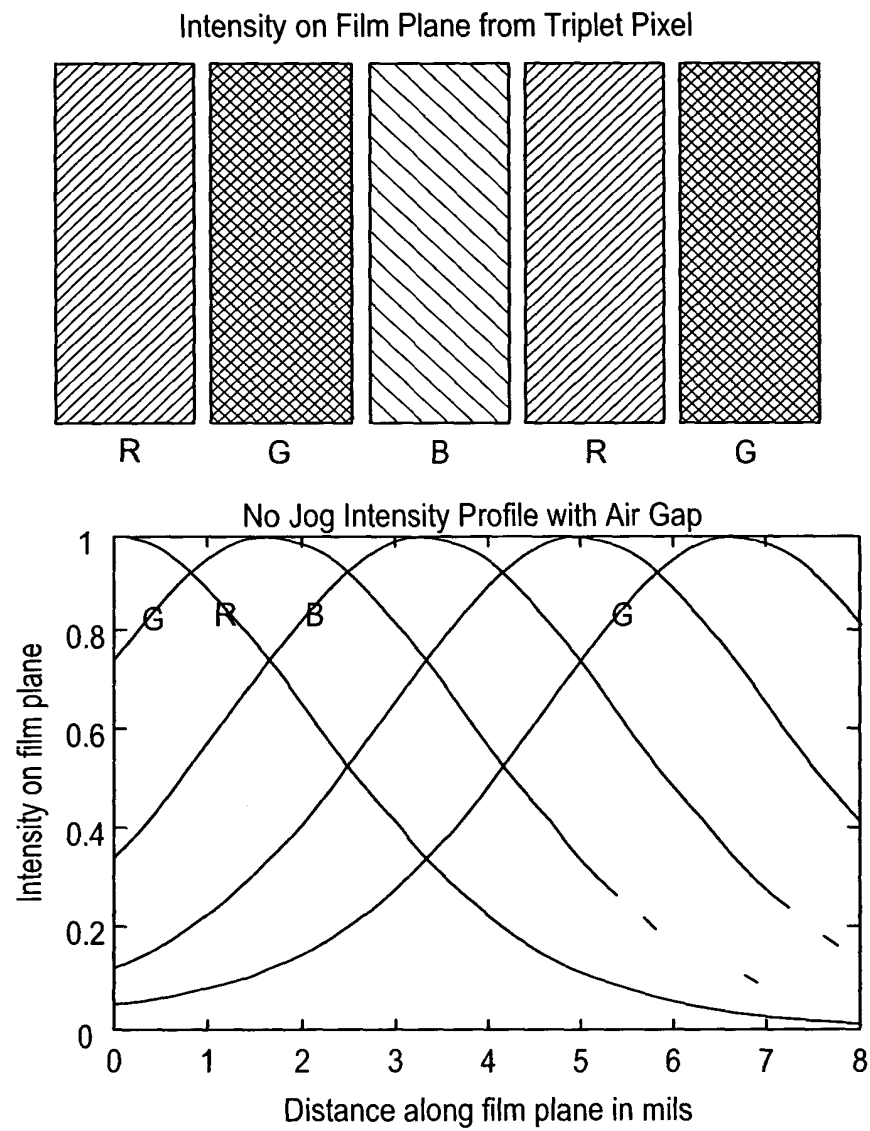 Intensity on Film Plane from Triplet Pixel
R G B R G
No Jog Intensity Profile with Air Gap
1
0.8
0.6
0.4
0.2
0
G R B G
Intensity on film plane
0 1 2 3 4 5 6 7 8
Distance along film plane in mils